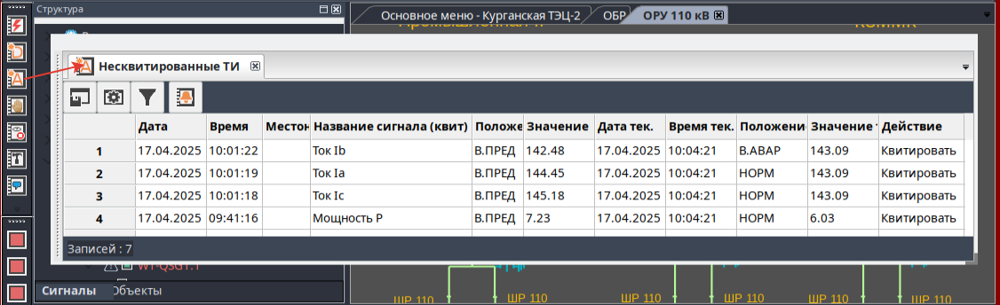 Структура
Основное меню - Курганская ТЭЦ-2 ОБР ОРУ 110 кВ
Несквитированные ТИ
Дата Время Местон Название сигнала (квит) Положе Значение Дата тек. Время тек. Положени Значение Действие
1 17.04.2025 10:01:22 Ток Ib В.ПРЕД 142.48 17.04.2025 10:04:21 В.АВАР 143.09 Квитировать
2 17.04.2025 10:01:19 Ток Ia В.ПРЕД 144.45 17.04.2025 10:04:21 НОРМ 143.09 Квитировать
3 17.04.2025 10:01:18 Ток Ic В.ПРЕД 145.18 17.04.2025 10:04:21 НОРМ 143.09 Квитировать
4 17.04.2025 09:41:16 Мощность P В.ПРЕД 7.23 17.04.2025 10:04:21 НОРМ 6.03 Квитировать
Записей : 7
Сигналы Объекты
ШР 110 ШР 110 ШР 110 ШР 110 ШР 110 ШР 110